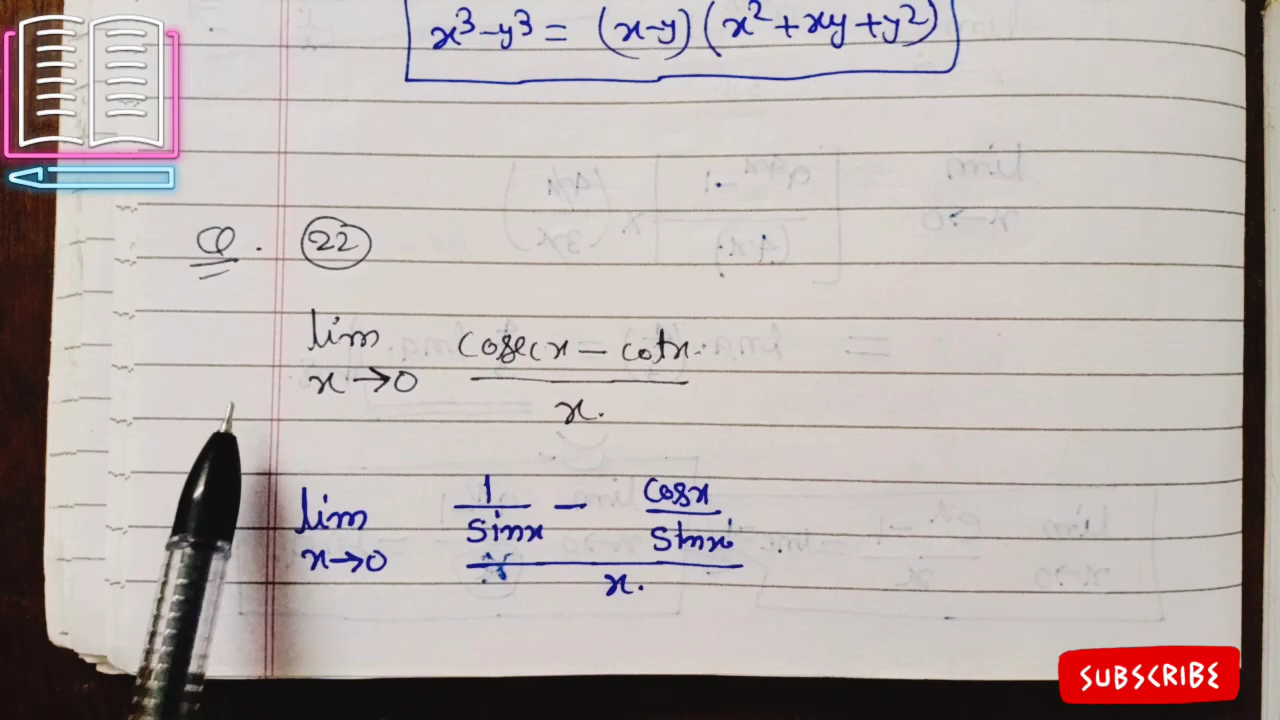 x³-y³ = (x-y)(x²+xy+y²)
Q. 22
lim x→0 (cosecx - cotx)/x.
lim x→0 (1/sinx - cosx/sinx)/x.
SUBSCRIBE